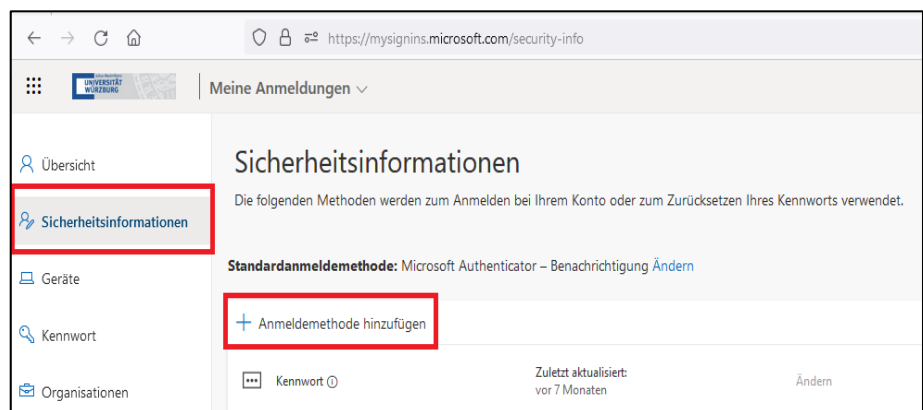 https://mysignins.microsoft.com/security-info
UNIVERSITÄT
WÜRZBURG
Meine Anmeldungen
Übersicht
Sicherheitsinformationen
Geräte
Kennwort
Organisationen
Sicherheitsinformationen
Die folgenden Methoden werden zum Anmelden bei Ihrem Konto oder zum Zurücksetzen Ihres Kennworts verwendet.
Standardanmeldemethode: Microsoft Authenticator – Benachrichtigung Ändern
+ Anmeldemethode hinzufügen
Kennwort
Zuletzt aktualisiert:
vor 7 Monaten
Ändern